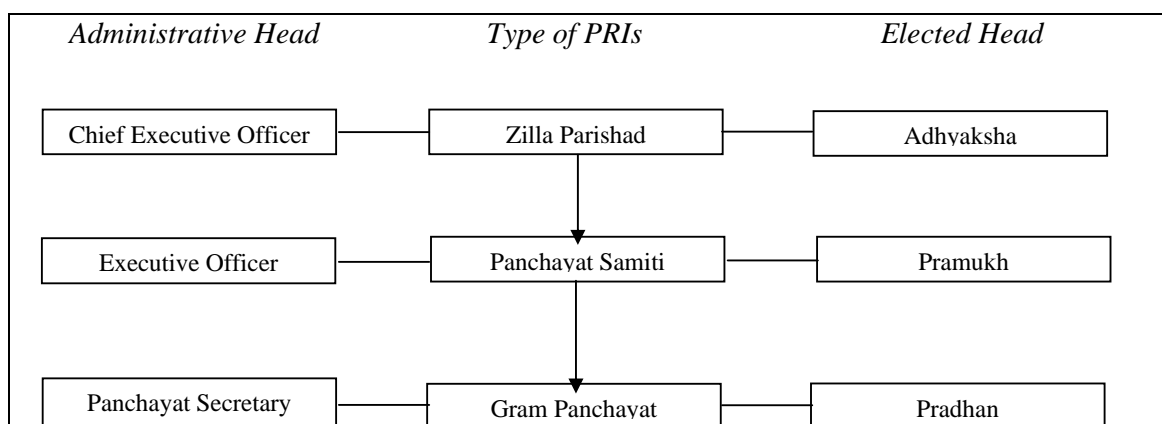 Administrative Head Type of PRIs Elected Head
Chief Executive Officer Zilla Parishad Adhyaksha
Executive Officer Panchayat Samiti Pramukh
Panchayat Secretary Gram Panchayat Pradhan